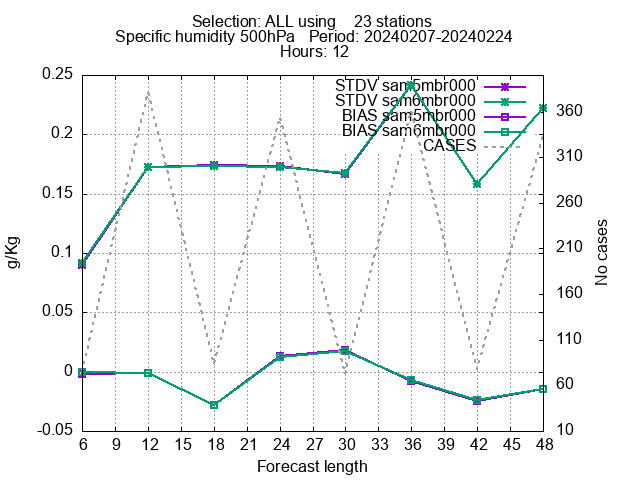 Selection: ALL using    23 stations
Specific humidity 500hPa   Period: 20240207-20240224
Hours: 12
STDV sam5mbr000
STDV sam6mbr000
BIAS sam5mbr000
BIAS sam6mbr000
CASES
0.25
0.2
0.15
0.1
0.05
0
-0.05
g/Kg
360
310
260
210
160
110
60
10
No cases
6 9 12 15 18 21 24 27 30 33 36 39 42 45 48
Forecast length